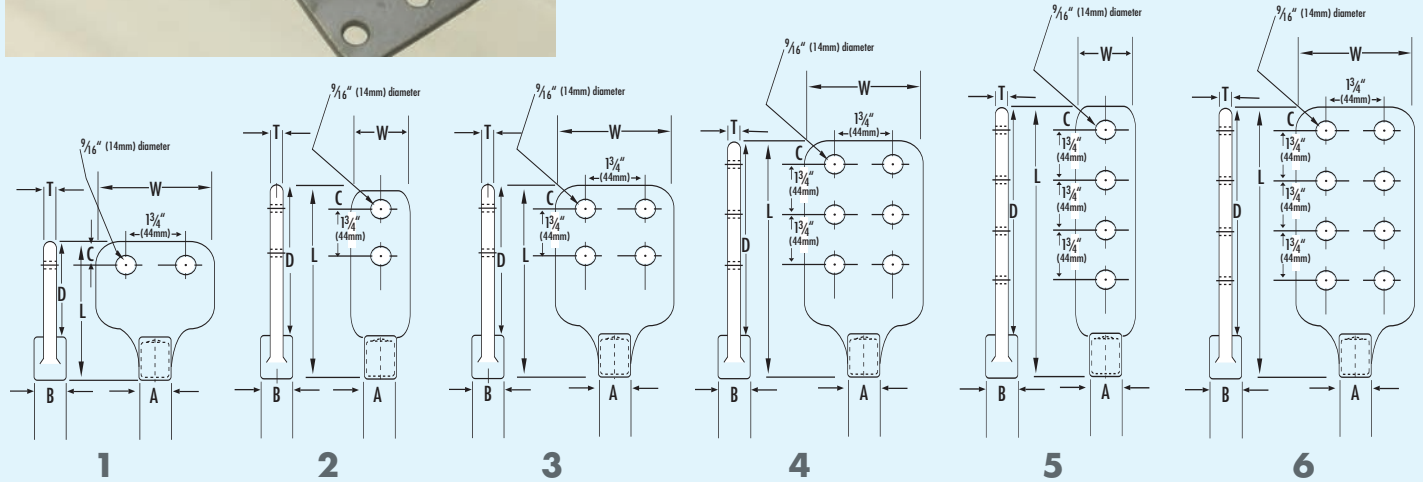 9/16" (14mm) diameter
T
W
1 3/4"
(44mm)
C
D
L
B
A
1
9/16" (14mm) diameter
T
W
C
1 3/4"
(44mm)
D
L
B
A
2
9/16" (14mm) diameter
T
W
1 3/4"
(44mm)
C
1 3/4"
(44mm)
D
L
B
A
3
9/16" (14mm) diameter
T
W
1 3/4"
(44mm)
C
1 3/4"
(44mm)
1 3/4"
(44mm)
D
L
B
A
4
9/16" (14mm) diameter
T
W
C
1 3/4"
(44mm)
1 3/4"
(44mm)
1 3/4"
(44mm)
D
L
B
A
5
9/16" (14mm) diameter
T
W
1 3/4"
(44mm)
C
1 3/4"
(44mm)
1 3/4"
(44mm)
1 3/4"
(44mm)
D
L
B
A
6